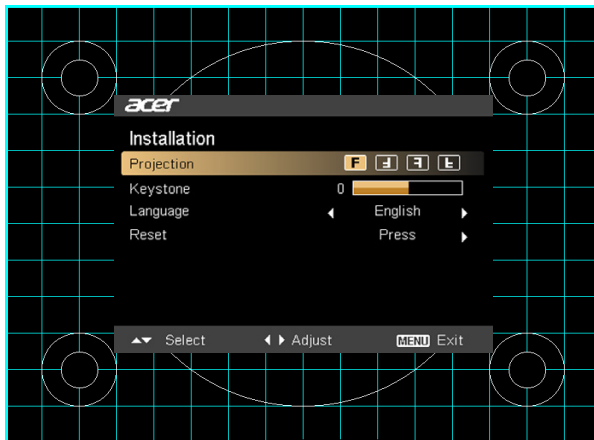 acer
Installation
Projection F F F F
Keystone 0
Language English
Reset Press
Select Adjust MENU Exit